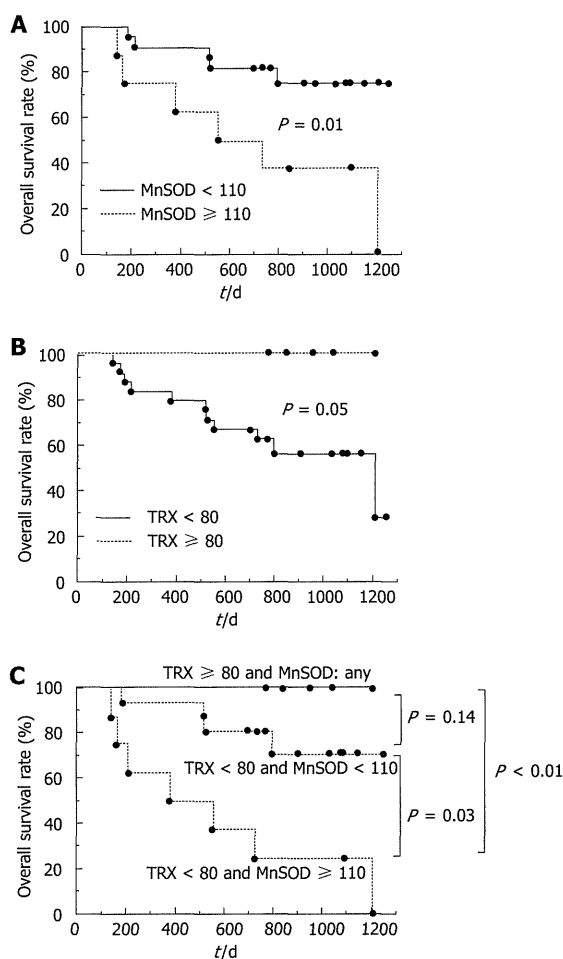 A
100
80
60
40
20
0
Overall survival rate (%)
P = 0.01
MnSOD < 110
MnSOD ⩾ 110
0 200 400 600 800 1000 1200
t/d
B
100
80
60
40
20
0
Overall survival rate (%)
P = 0.05
TRX < 80
TRX ⩾ 80
200 400 600 800 1000 1200
t/d
C
TRX ⩾ 80 and MnSOD: any
100
80
60
40
20
0
Overall survival rate (%)
P = 0.14
TRX < 80 and MnSOD < 110
P < 0.01
P = 0.03
TRX < 80 and MnSOD ⩾ 110
0 200 400 600 800 1000 1200
t/d